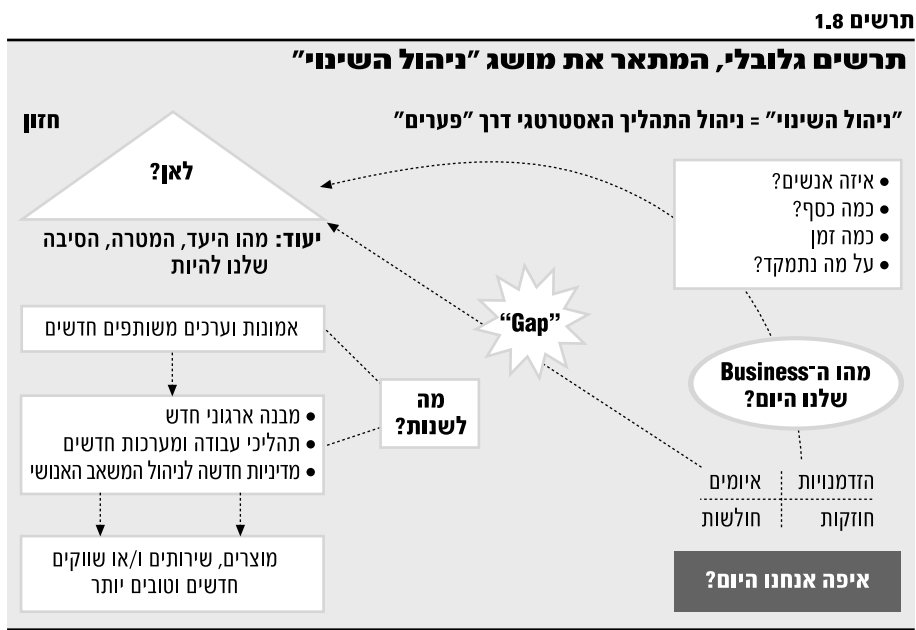 תרשים 1.8
תרשים גלובלי, המתאר את מושג "ניהול השינוי"
"ניהול השינוי" = ניהול התהליך האסטרטגי דרך "פערים"
חזון
לאן?
יעוד: מהו היעד, המטרה, הסיבה
שלנו להיות
• איזה אנשים?
• כמה כסף?
• כמה זמן
• על מה נתמקד?
"Gap"
מהו ה־Business
שלנו היום?
הזדמנויות איומים
חוזקות חולשות
איפה אנחנו היום?
אמונות וערכים משותפים חדשים
מה
לשנות?
• מבנה ארגוני חדש
• תהליכי עבודה ומערכות חדשים
• מדיניות חדשה לניהול המשאב האנושי
מוצרים, שירותים ו/או שווקים
חדשים וטובים יותר